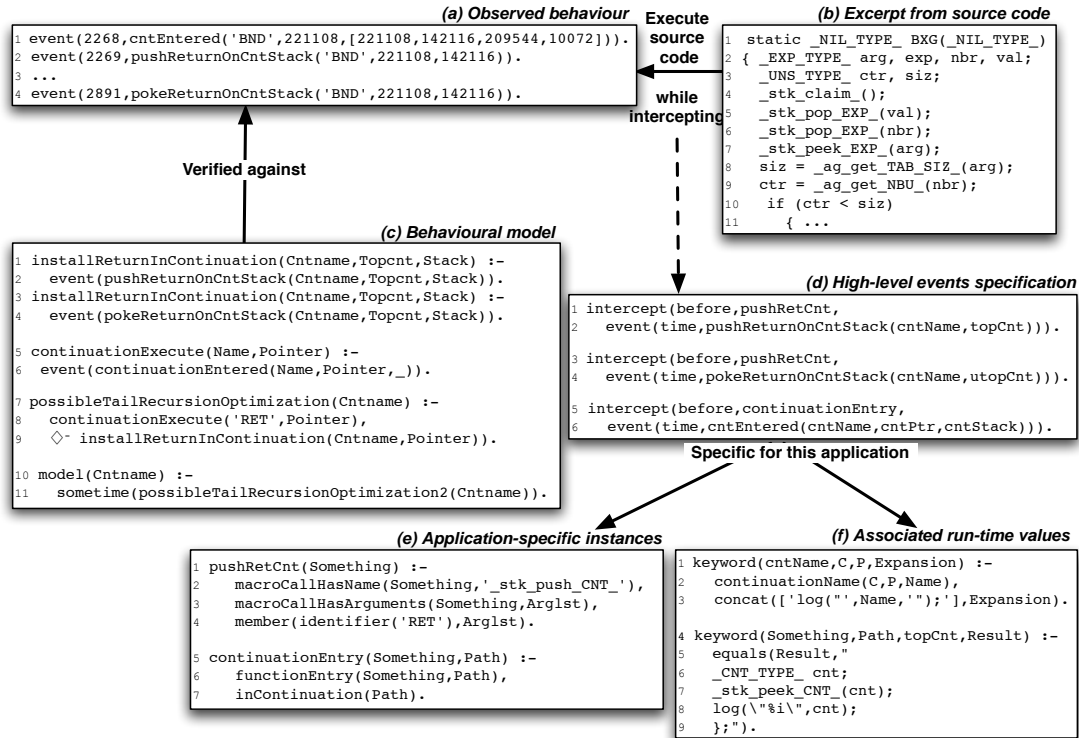 (a) Observed behaviour
1 event(2268,cntEntered('BND',221108,[221108,142116,209544,10072])).
2 event(2269,pushReturnOnCntStack('BND',221108,142116)).
3 ...
4 event(2891,pokeReturnOnCntStack('BND',221108,142116)).
Execute
source
code
while
intercepting
(b) Excerpt from source code
1 static _NIL_TYPE_ BXG(_NIL_TYPE_)
2 { _EXP_TYPE_ arg, exp, nbr, val;
3 _UNS_TYPE_ ctr, siz;
4 _stk_claim_();
5 _stk_pop_EXP_(val);
6 _stk_pop_EXP_(nbr);
7 _stk_peek_EXP_(arg);
8 siz = _ag_get_TAB_SIZ_(arg);
9 ctr = _ag_get_NBU_(nbr);
10 if (ctr < siz)
11 { ...
Verified against
(c) Behavioural model
1 installReturnInContinuation(Cntname,Topcnt,Stack) :-
2 event(pushReturnOnCntStack(Cntname,Topcnt,Stack)).
3 installReturnInContinuation(Cntname,Topcnt,Stack) :-
4 event(pokeReturnOnCntStack(Cntname,Topcnt,Stack)).
5 continuationExecute(Name,Pointer) :-
6 event(continuationEntered(Name,Pointer,_)).
7 possibleTailRecursionOptimization(Cntname) :-
8 continuationExecute('RET',Pointer),
9 ◇- installReturnInContinuation(Cntname,Pointer)).
10 model(Cntname) :-
11 sometime(possibleTailRecursionOptimization2(Cntname)).
(d) High-level events specification
1 intercept(before,pushRetCnt,
2 event(time,pushReturnOnCntStack(cntName,topCnt))).
3 intercept(before,pushRetCnt,
4 event(time,pokeReturnOnCntStack(cntName,utopCnt))).
5 intercept(before,continuationEntry,
6 event(time,cntEntered(cntName,cntPtr,cntStack))).
Specific for this application
(e) Application-specific instances
1 pushRetCnt(Something) :-
2 macroCallHasName(Something,'_stk_push_CNT_'),
3 macroCallHasArguments(Something,Arglst),
4 member(identifier('RET'),Arglst).
5 continuationEntry(Something,Path) :-
6 functionEntry(Something,Path),
7 inContinuation(Path).
(f) Associated run-time values
1 keyword(cntName,C,P,Expansion) :-
2 continuationName(C,P,Name),
3 concat(['log("',Name,'");'],Expansion).
4 keyword(Something,Path,topCnt,Result) :-
5 equals(Result,"
6 _CNT_TYPE_ cnt;
7 _stk_peek_CNT_(cnt);
8 log(\"%i\",cnt);
9 };").